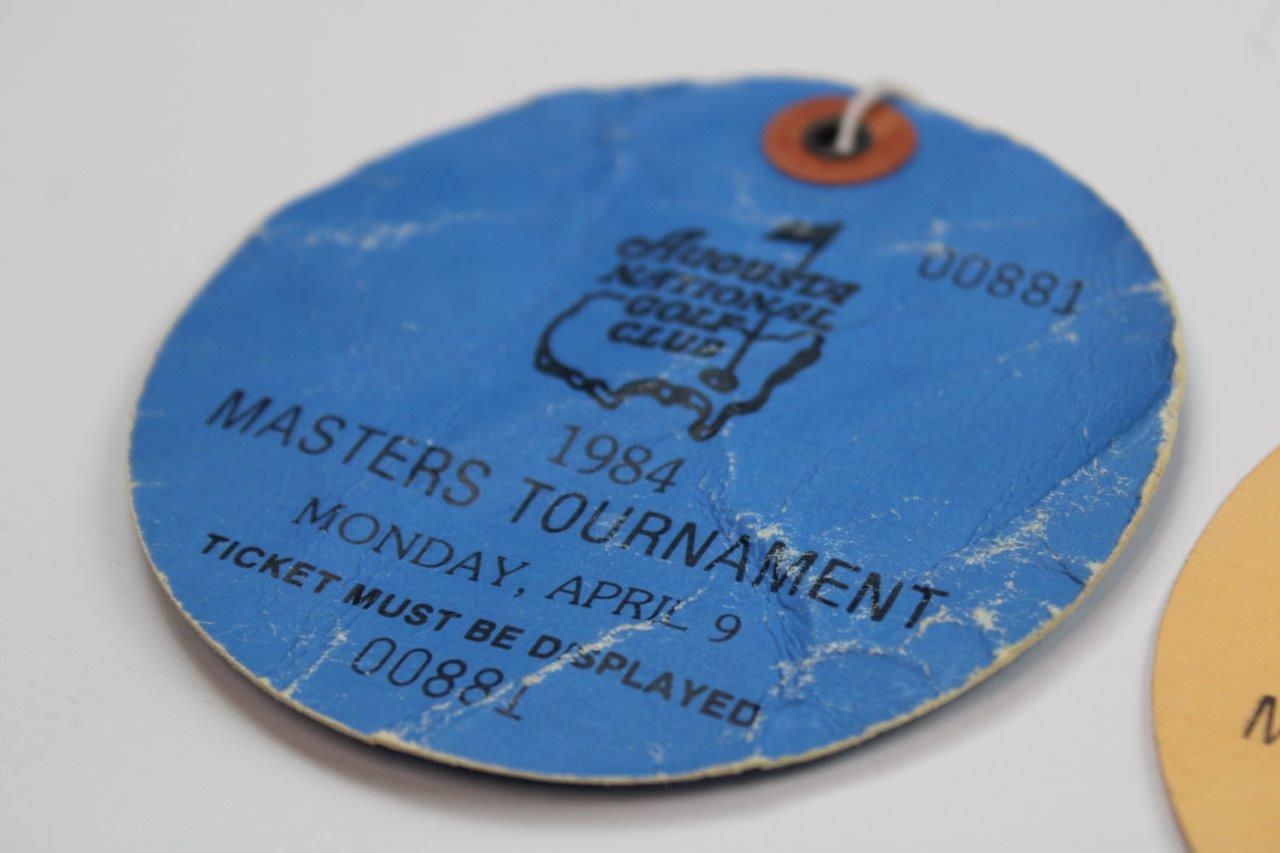 AUGUSTA
NATIONAL
GOLF
CLUB
00881
1984
MASTERS TOURNAMENT
MONDAY, APRIL 9
TICKET MUST BE DISPLAYED
00881
M